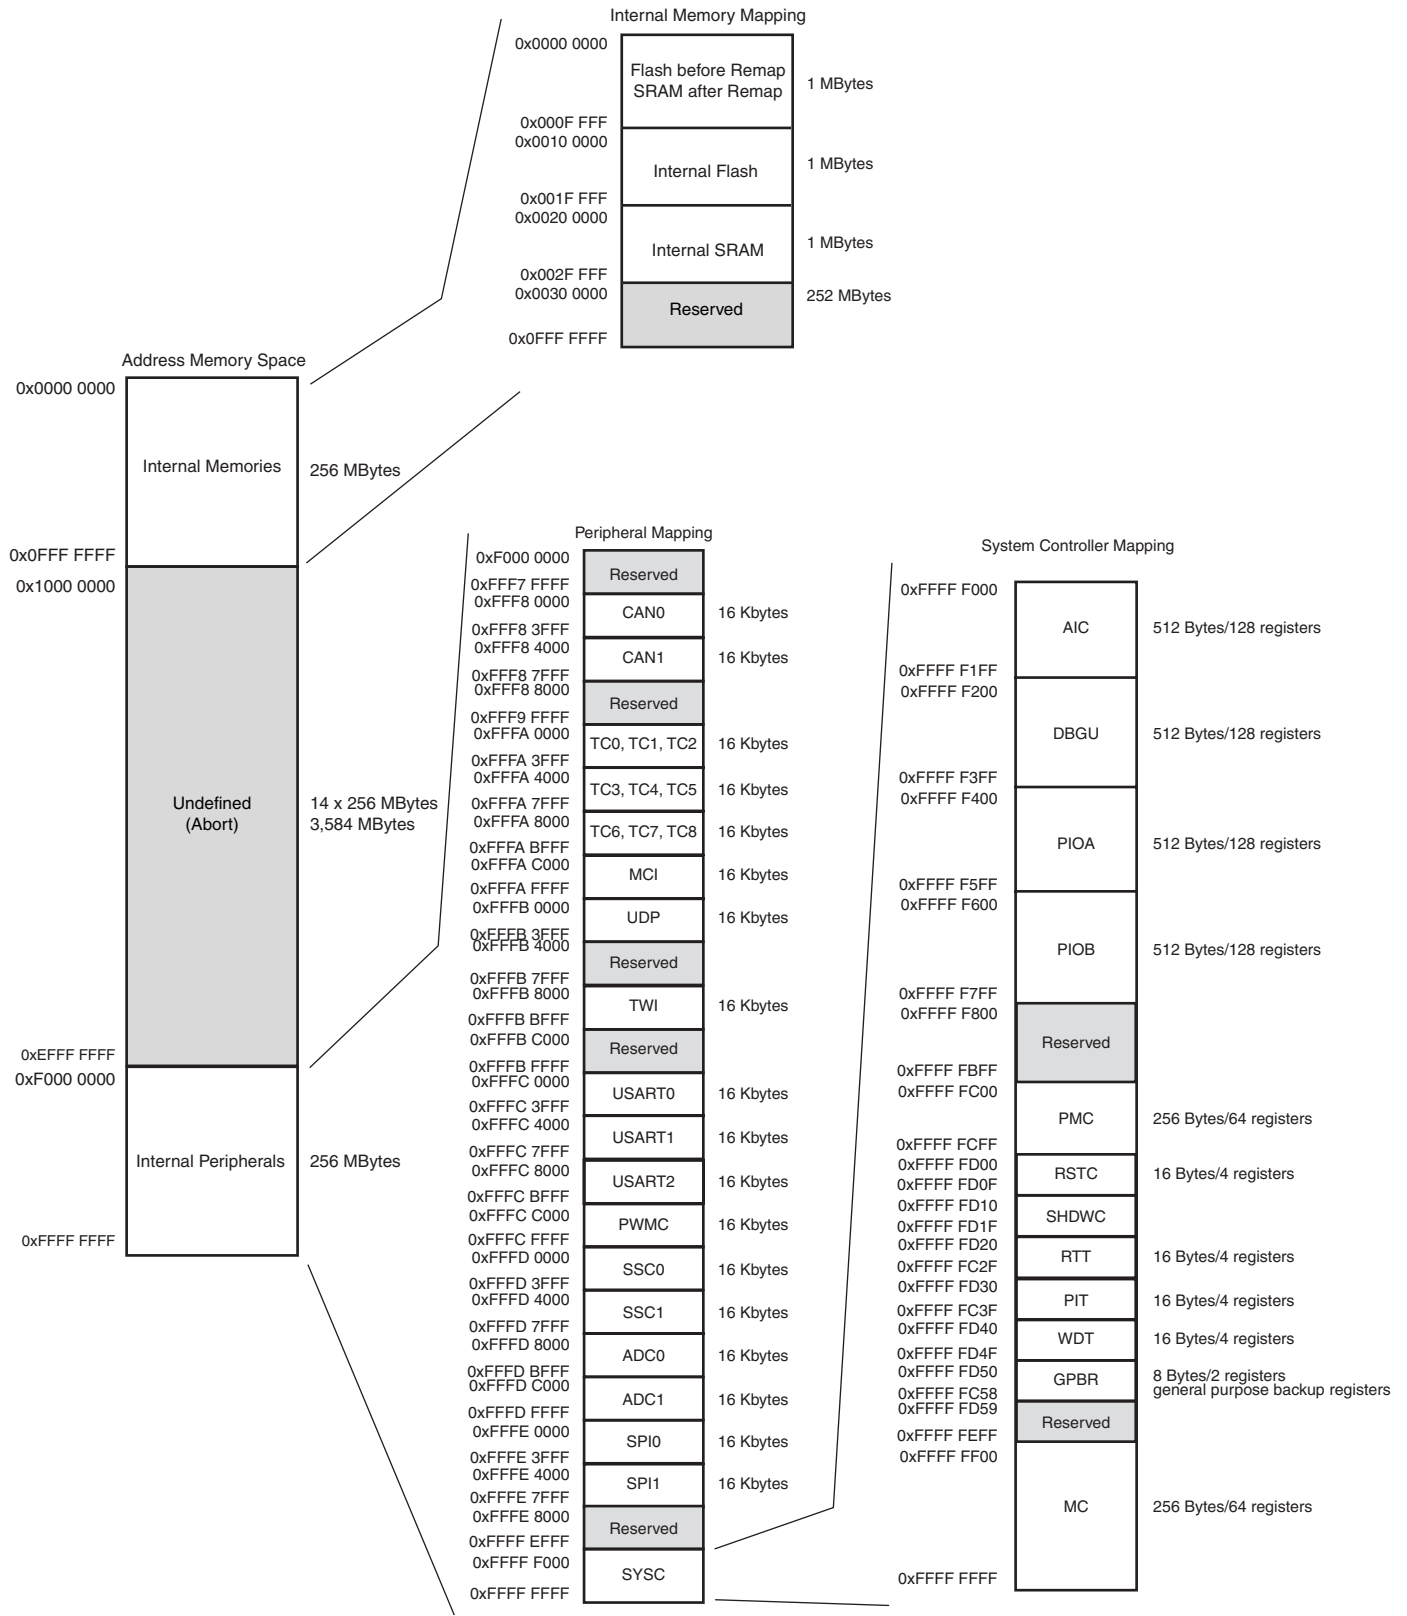 Internal Memory Mapping
0x0000 0000
Flash before Remap
SRAM after Remap
1 MBytes
0x000F FFF
0x0010 0000
Internal Flash
1 MBytes
0x001F FFF
0x0020 0000
Internal SRAM
1 MBytes
0x002F FFF
0x0030 0000
Reserved
252 MBytes
0x0FFF FFFF
Address Memory Space
0x0000 0000
Internal Memories
256 MBytes
0x0FFF FFFF
0x1000 0000
Undefined
(Abort)
14 x 256 MBytes
3,584 MBytes
0xEFFF FFFF
0xF000 0000
Internal Peripherals
256 MBytes
0xFFFF FFFF
Peripheral Mapping
0xF000 0000
Reserved
0xFFF7 FFFF
0xFFF8 0000
CAN0
16 Kbytes
0xFFF8 3FFF
0xFFF8 4000
CAN1
16 Kbytes
0xFFF8 7FFF
0xFFF8 8000
Reserved
0xFFF9 FFFF
0xFFFA 0000
TC0, TC1, TC2
16 Kbytes
0xFFFA 3FFF
0xFFFA 4000
TC3, TC4, TC5
16 Kbytes
0xFFFA 7FFF
0xFFFA 8000
TC6, TC7, TC8
16 Kbytes
0xFFFA BFFF
0xFFFA C000
MCI
16 Kbytes
0xFFFA FFFF
0xFFFB 0000
UDP
16 Kbytes
0xFFFB 3FFF
0xFFFB 4000
Reserved
0xFFFB 7FFF
0xFFFB 8000
TWI
16 Kbytes
0xFFFB BFFF
0xFFFB C000
Reserved
0xFFFB FFFF
0xFFFC 0000
USART0
16 Kbytes
0xFFFC 3FFF
0xFFFC 4000
USART1
16 Kbytes
0xFFFC 7FFF
0xFFFC 8000
USART2
16 Kbytes
0xFFFC BFFF
0xFFFC C000
PWMC
16 Kbytes
0xFFFC FFFF
0xFFFD 0000
SSC0
16 Kbytes
0xFFFD 3FFF
0xFFFD 4000
SSC1
16 Kbytes
0xFFFD 7FFF
0xFFFD 8000
ADC0
16 Kbytes
0xFFFD BFFF
0xFFFD C000
ADC1
16 Kbytes
0xFFFD FFFF
0xFFFE 0000
SPI0
16 Kbytes
0xFFFE 3FFF
0xFFFE 4000
SPI1
16 Kbytes
0xFFFE 7FFF
0xFFFE 8000
Reserved
0xFFFF EFFF
0xFFFF F000
SYSC
0xFFFF FFFF
System Controller Mapping
0xFFFF F000
AIC
512 Bytes/128 registers
0xFFFF F1FF
0xFFFF F200
DBGU
512 Bytes/128 registers
0xFFFF F3FF
0xFFFF F400
PIOA
512 Bytes/128 registers
0xFFFF F5FF
0xFFFF F600
PIOB
512 Bytes/128 registers
0xFFFF F7FF
0xFFFF F800
Reserved
0xFFFF FBFF
0xFFFF FC00
PMC
256 Bytes/64 registers
0xFFFF FCFF
0xFFFF FD00
RSTC
16 Bytes/4 registers
0xFFFF FD0F
0xFFFF FD10
SHDWC
0xFFFF FD1F
0xFFFF FD20
RTT
16 Bytes/4 registers
0xFFFF FC2F
0xFFFF FD30
PIT
16 Bytes/4 registers
0xFFFF FC3F
0xFFFF FD40
WDT
16 Bytes/4 registers
0xFFFF FD4F
0xFFFF FD50
GPBR
8 Bytes/2 registers
general purpose backup registers
0xFFFF FC58
0xFFFF FD59
Reserved
0xFFFF FEFF
0xFFFF FF00
MC
256 Bytes/64 registers
0xFFFF FFFF